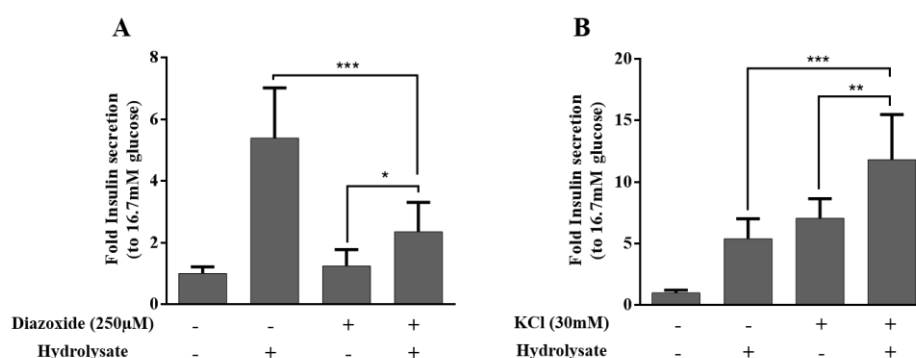 A
Fold Insulin secretion
(to 16.7mM glucose)
8
6
4
2
0
***
*
Diazoxide (250µM) - - + +
Hydrolysate - + - +
B
Fold Insulin secretion
(to 16.7mM glucose)
20
15
10
5
0
***
**
KCl (30mM) - - + +
Hydrolysate - + - +